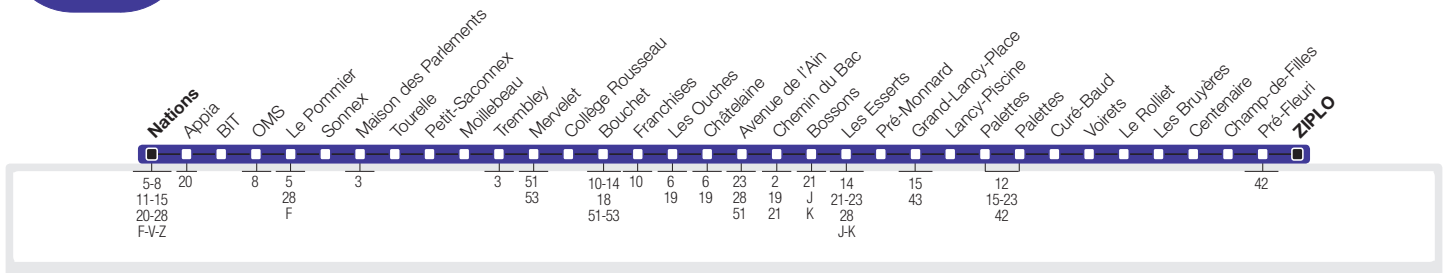 Nations
Appia
BIT
OMS
Le Pommier
Sonnex
Maison des Parlements
Tourelle
Petit-Saconnex
Moillebeau
Trembley
Mervelet
Collège Rousseau
Bouchet
Franchises
Les Ouches
Châtelaine
Avenue de l'Ain
Chemin du Bac
Bossons
Les Esserts
Pré-Monnard
Grand-Lancy-Place
Lancy-Piscine
Palettes
Palettes
Curé-Baud
Voirets
Le Rolliet
Les Bruyères
Centenaire
Champ-de-Filles
Pré-Fleuri
ZIPLO
5-8
11-15
20-28
F-V-Z
20
8
5
28
F
3
3
51
53
10-14
18
51-53
10
6
19
6
19
23
28
51
2
19
21
21
J
K
14
21-23
28
J-K
15
43
12
15-23
42
42